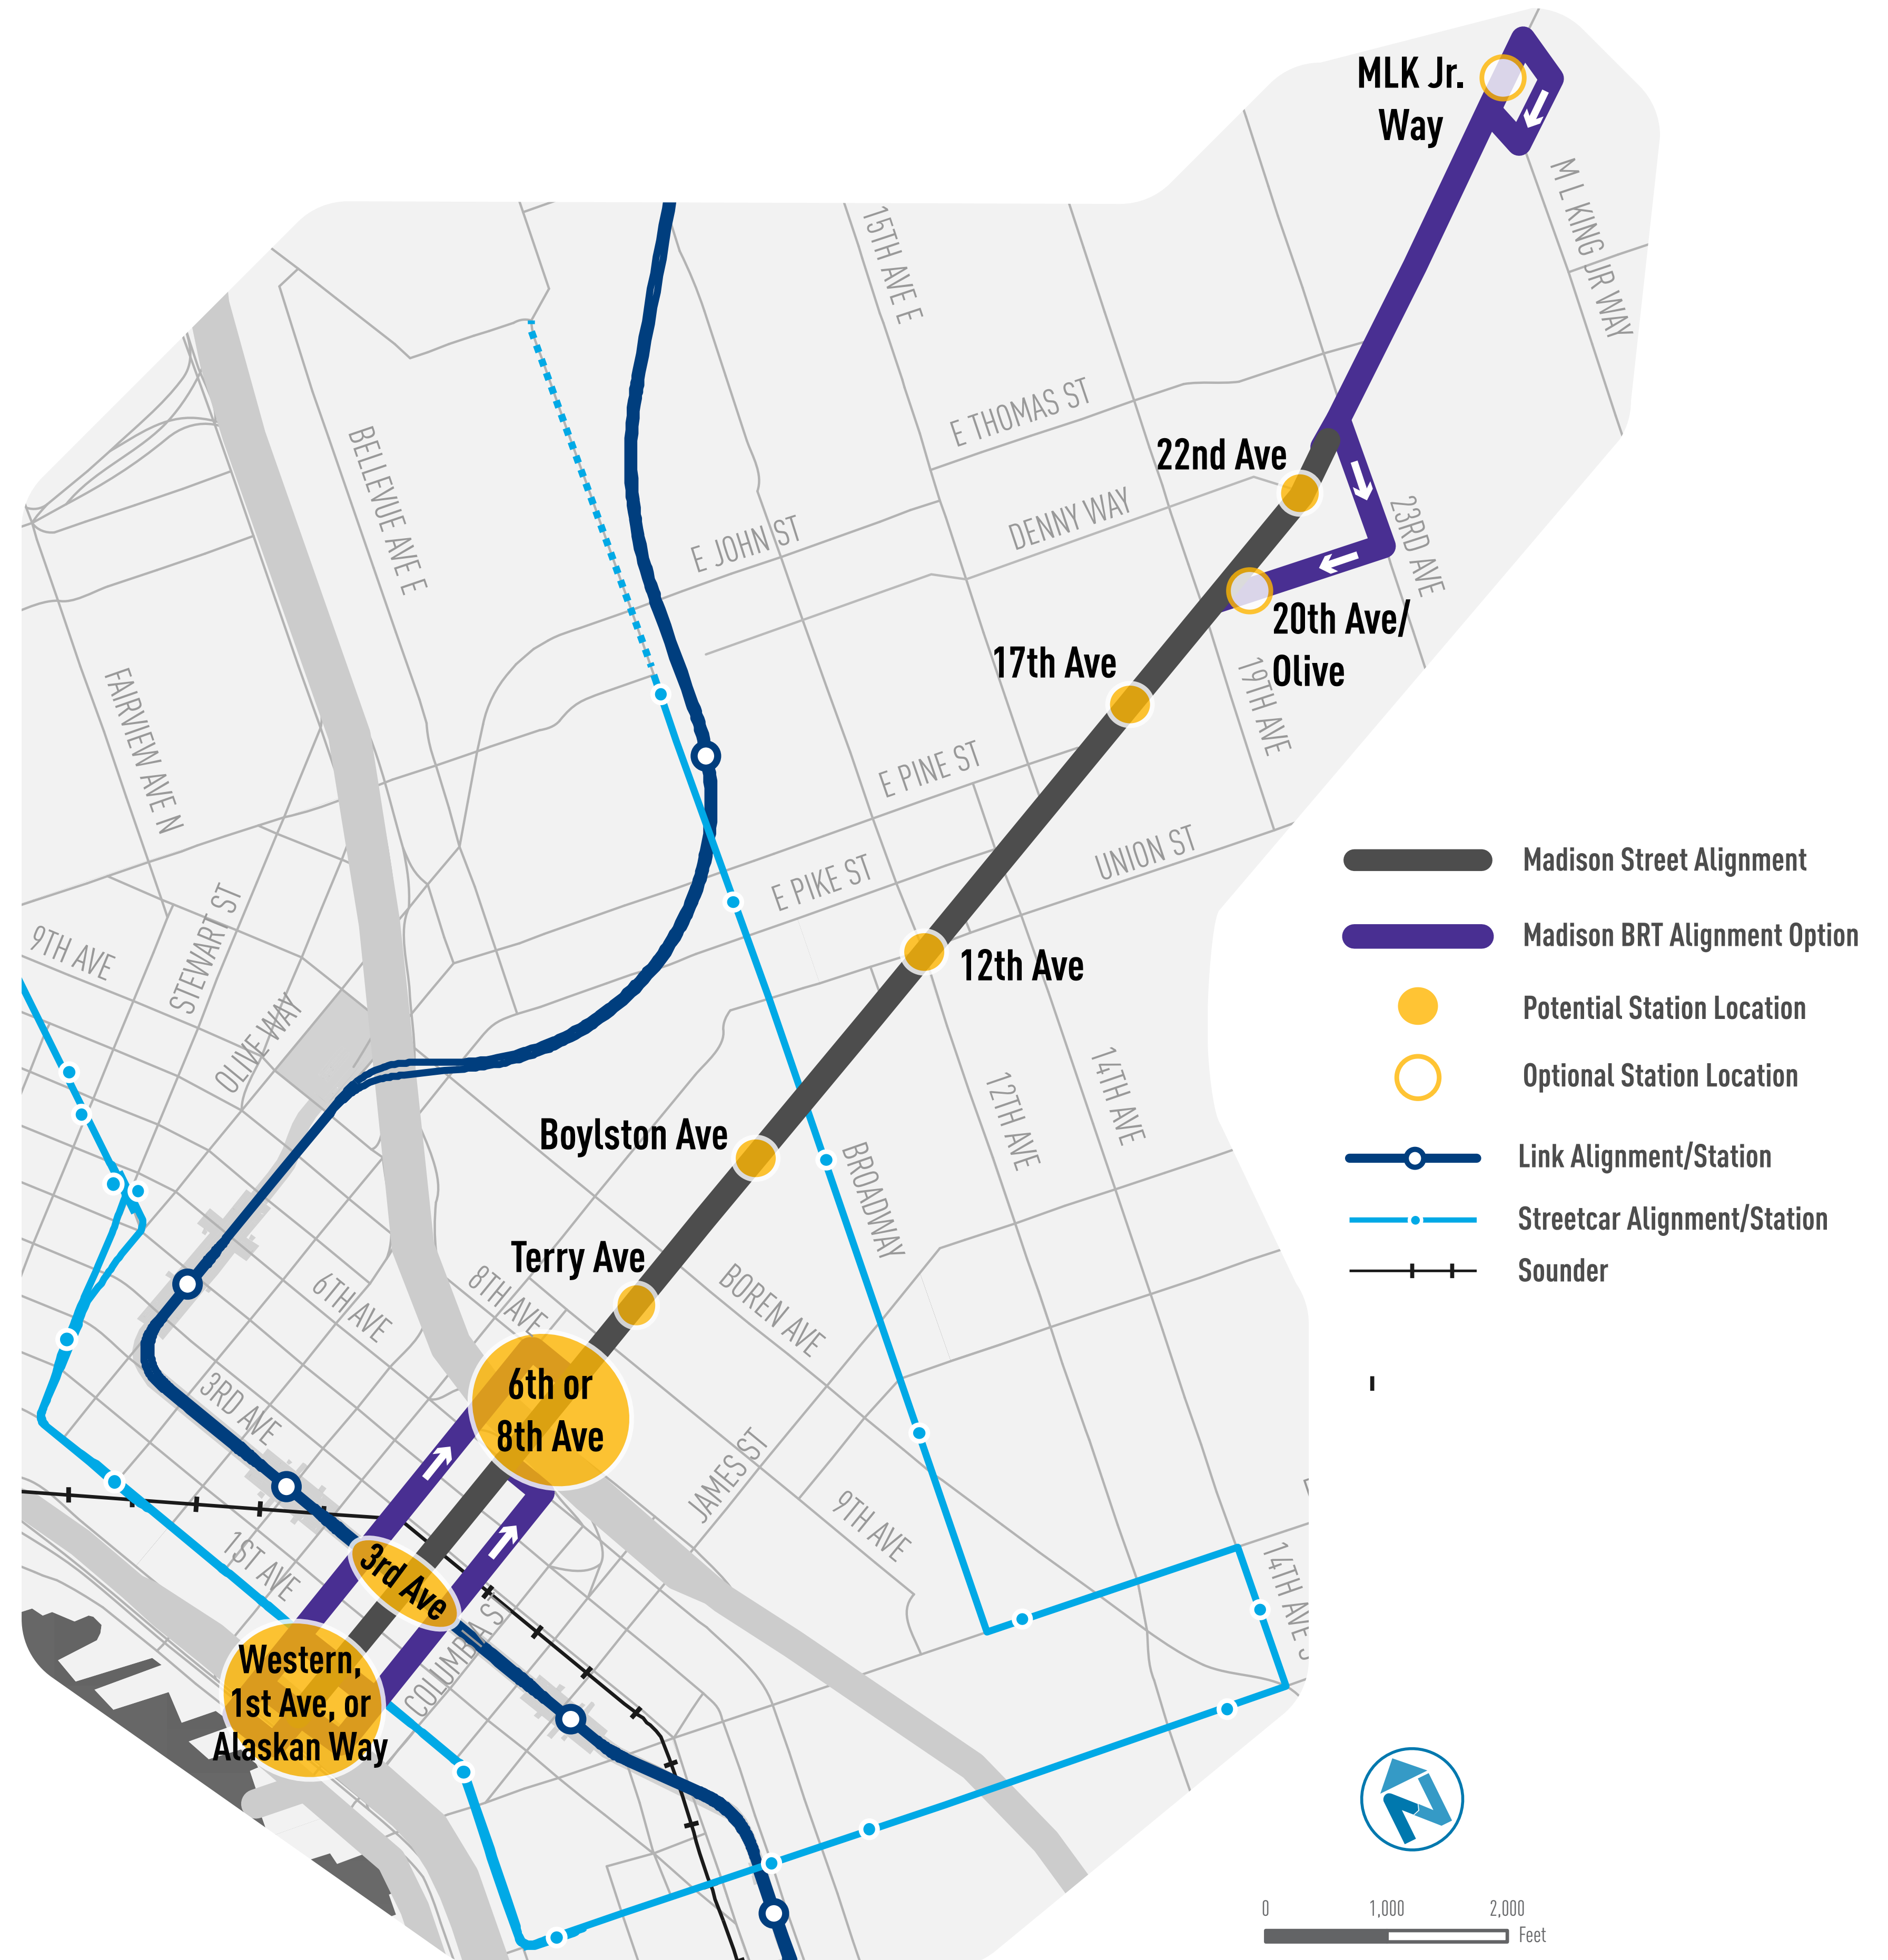 MLK Jr.
Way
M L KING JR WAY
15TH AVE E
E THOMAS ST
22nd Ave
BELLEVUE AVE E
DENNY WAY
23RD AVE
E JOHN ST
20th Ave/
Olive
17th Ave
19TH AVE
FAIRVIEW AVE N
E PINE ST
UNION ST
E PIKE ST
Madison Street Alignment
Madison BRT Alignment Option
Potential Station Location
Optional Station Location
Link Alignment/Station
Streetcar Alignment/Station
Sounder
9TH AVE
STEWART ST
OLIVE WAY
12th Ave
12TH AVE
14TH AVE
Boylston Ave
BROADWAY
Terry Ave
6TH AVE
8TH AVE
BOREN AVE
3RD AVE
6th or
8th Ave
JAMES ST
9TH AVE
1ST AVE
3rd Ave
14TH AVE S
COLUMBIA ST
Western,
1st Ave, or
Alaskan Way
0 1,000 2,000
Feet